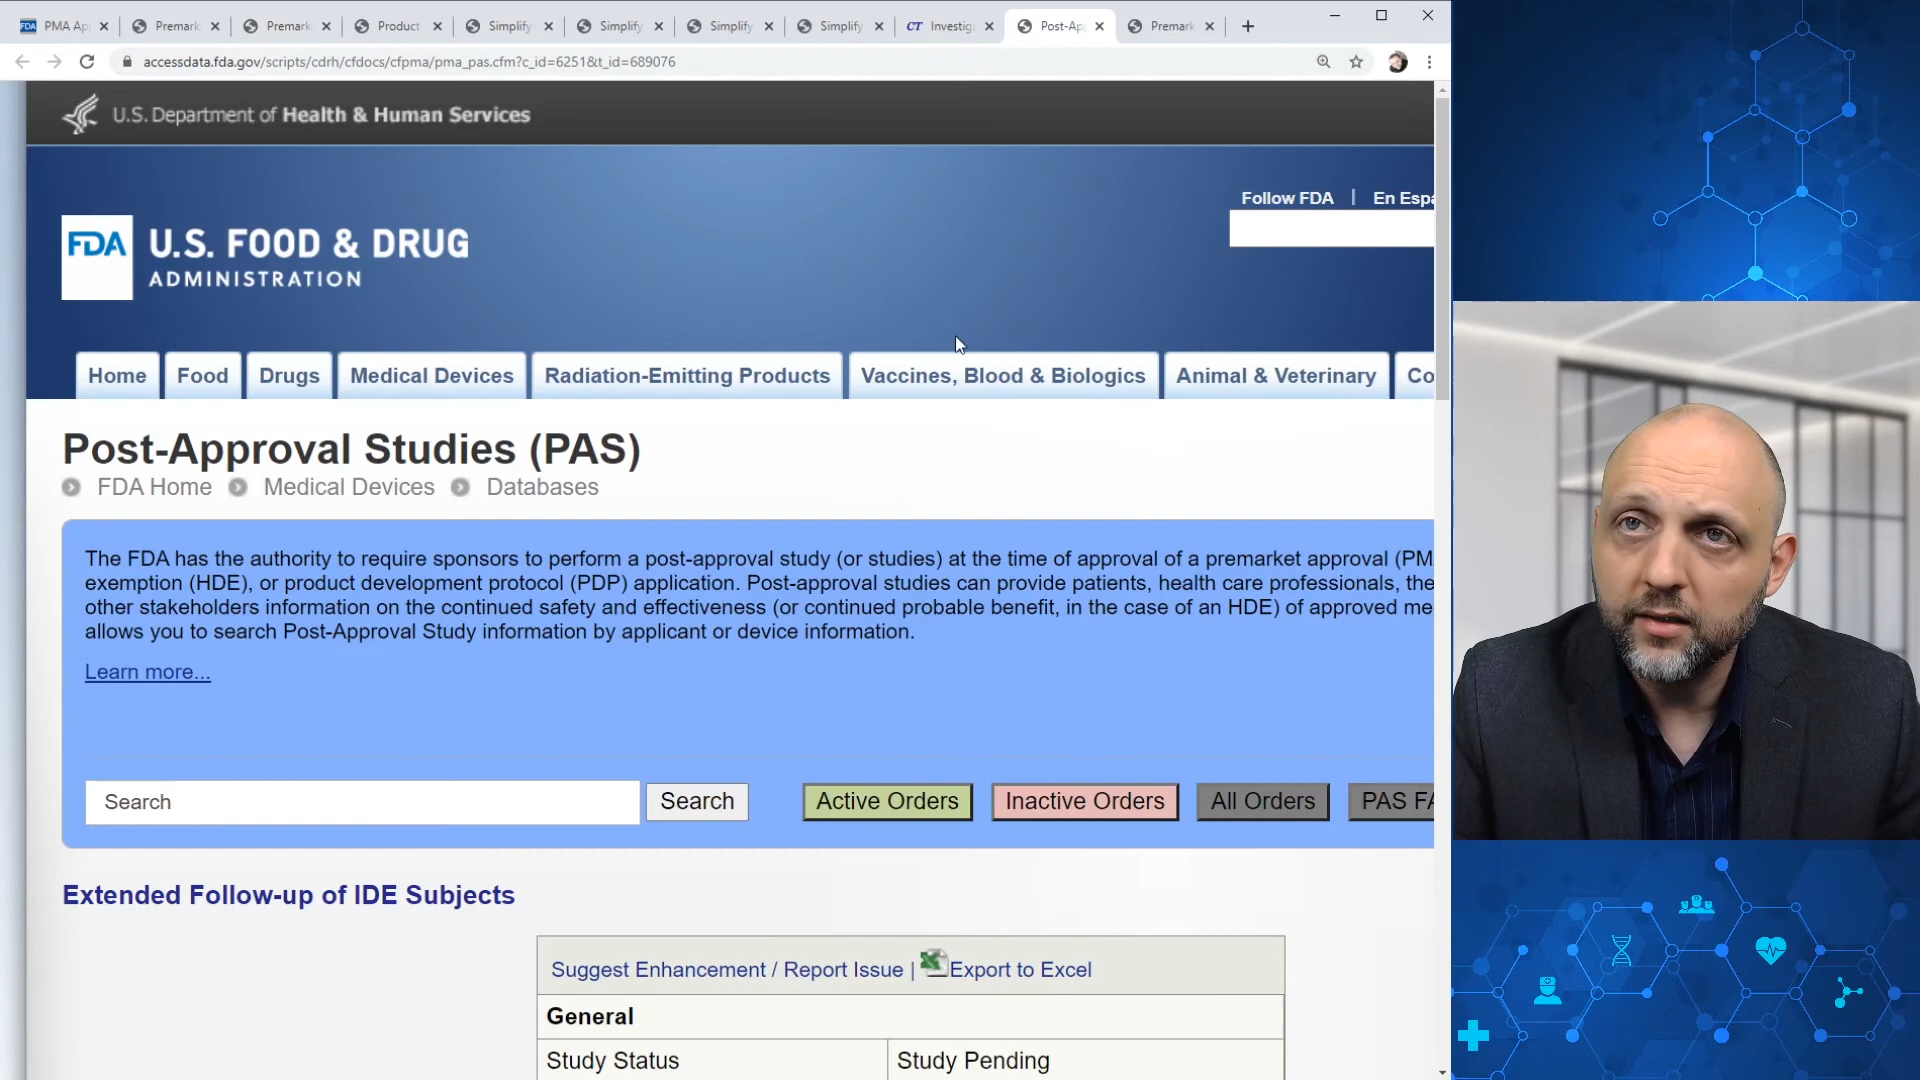 FDA PMA Ap
Premark
Premark
Product
Simplify
Simplify
Simplify
Simplify
CT Investig
Post-Ap
Premark
accessdata.fda.gov/scripts/cdrh/cfdocs/cfpma/pma_pas.cfm?c_id=6251&t_id=689076
U.S. Department of Health & Human Services
Follow FDA | En Espa
FDA U.S. FOOD & DRUG
ADMINISTRATION
Home Food Drugs Medical Devices Radiation-Emitting Products Vaccines, Blood & Biologics Animal & Veterinary Co
Post-Approval Studies (PAS)
FDA Home Medical Devices Databases
The FDA has the authority to require sponsors to perform a post-approval study (or studies) at the time of approval of a premarket approval (PM
exemption (HDE), or product development protocol (PDP) application. Post-approval studies can provide patients, health care professionals, the
other stakeholders information on the continued safety and effectiveness (or continued probable benefit, in the case of an HDE) of approved me
allows you to search Post-Approval Study information by applicant or device information.
Learn more...
Search Search Active Orders Inactive Orders All Orders PAS FA
Extended Follow-up of IDE Subjects
Suggest Enhancement / Report Issue | Export to Excel
General
Study Status Study Pending